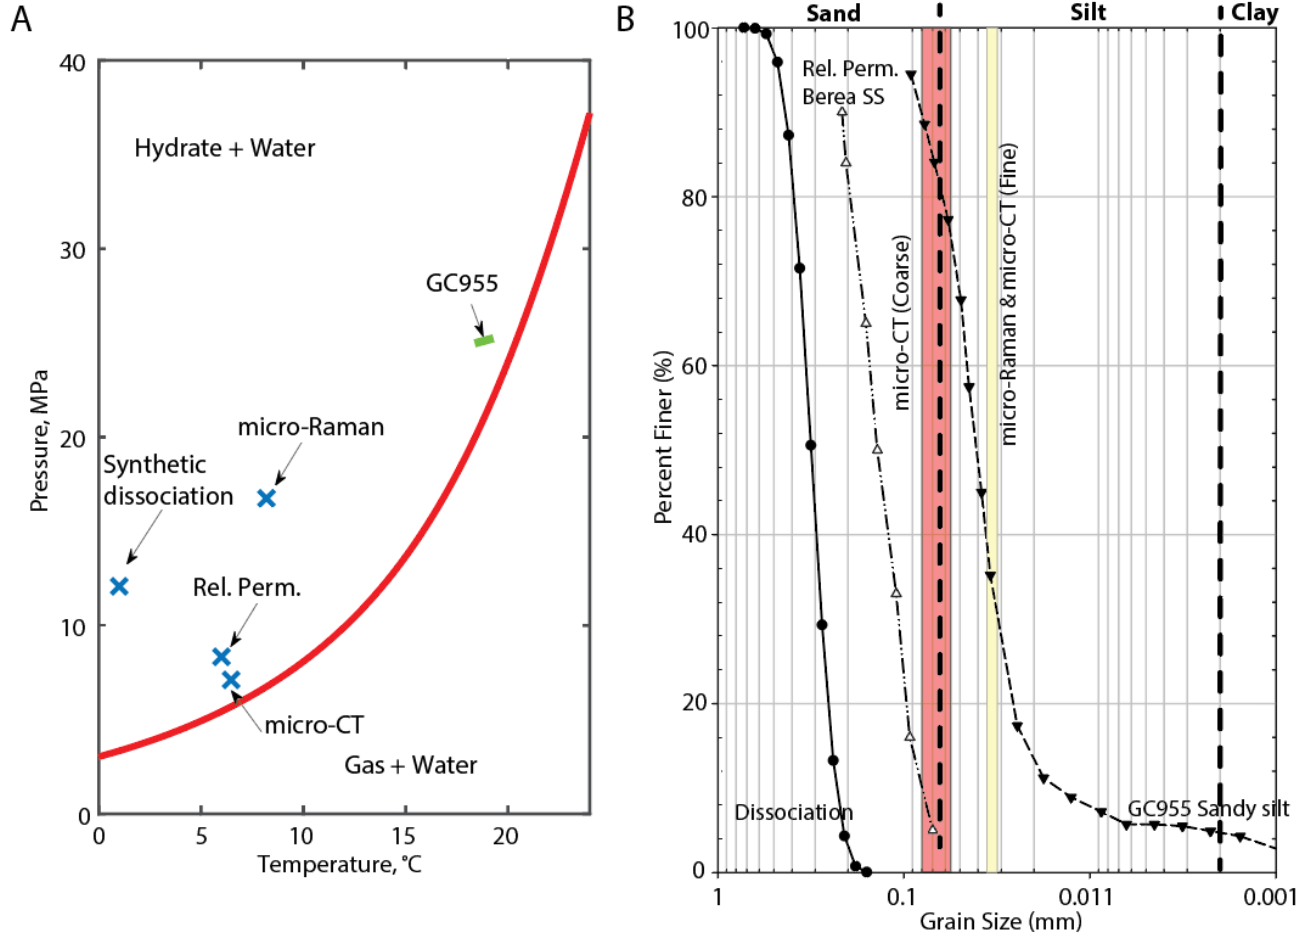 A
40
30
20
10
0
Pressure, MPa
Hydrate + Water
GC955
micro-Raman
Synthetic
dissociation
Rel. Perm.
micro-CT
Gas + Water
0
5
10
15
20
Temperature, °C
B
Sand
Silt
Clay
100
80
60
40
20
0
Percent Finer (%)
Rel. Perm.
Berea SS
micro-CT (Coarse)
micro-Raman & micro-CT (Fine)
Dissociation
GC955 Sandy silt
1
0.1
0.011
0.001
Grain Size (mm)